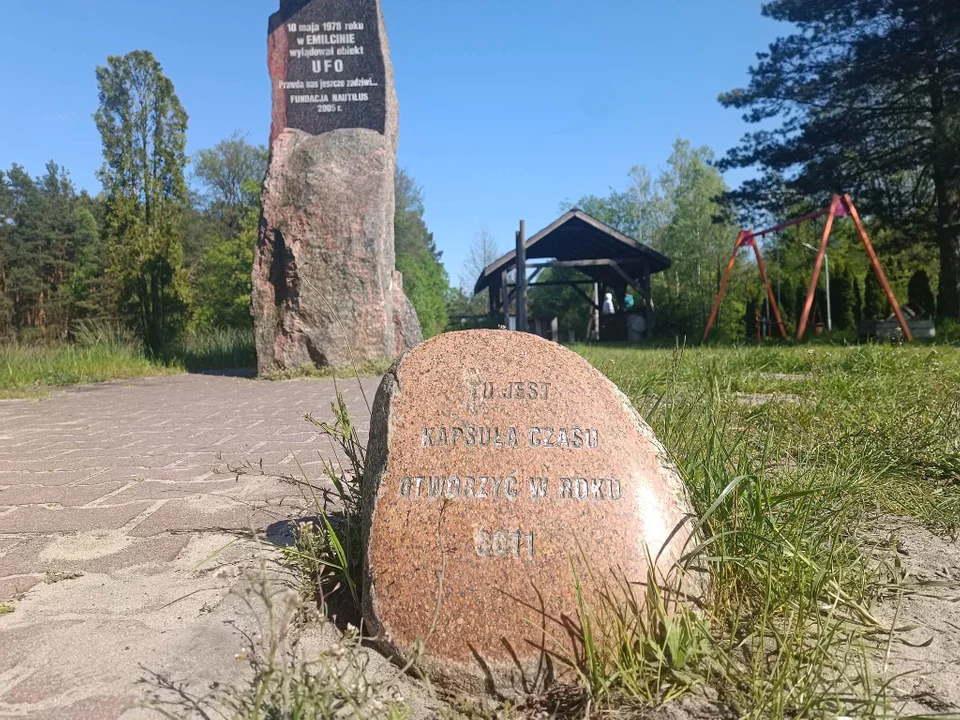 10 maja 1978 roku
w EMILCINIE
wylądował obiekt
UFO
Prawda nas jeszcze zadziwi...
FUNDACJA NAUTILUS
2005 r.
TU JEST
KAPSUŁA CZASU
OTWORZYĆ W ROKU